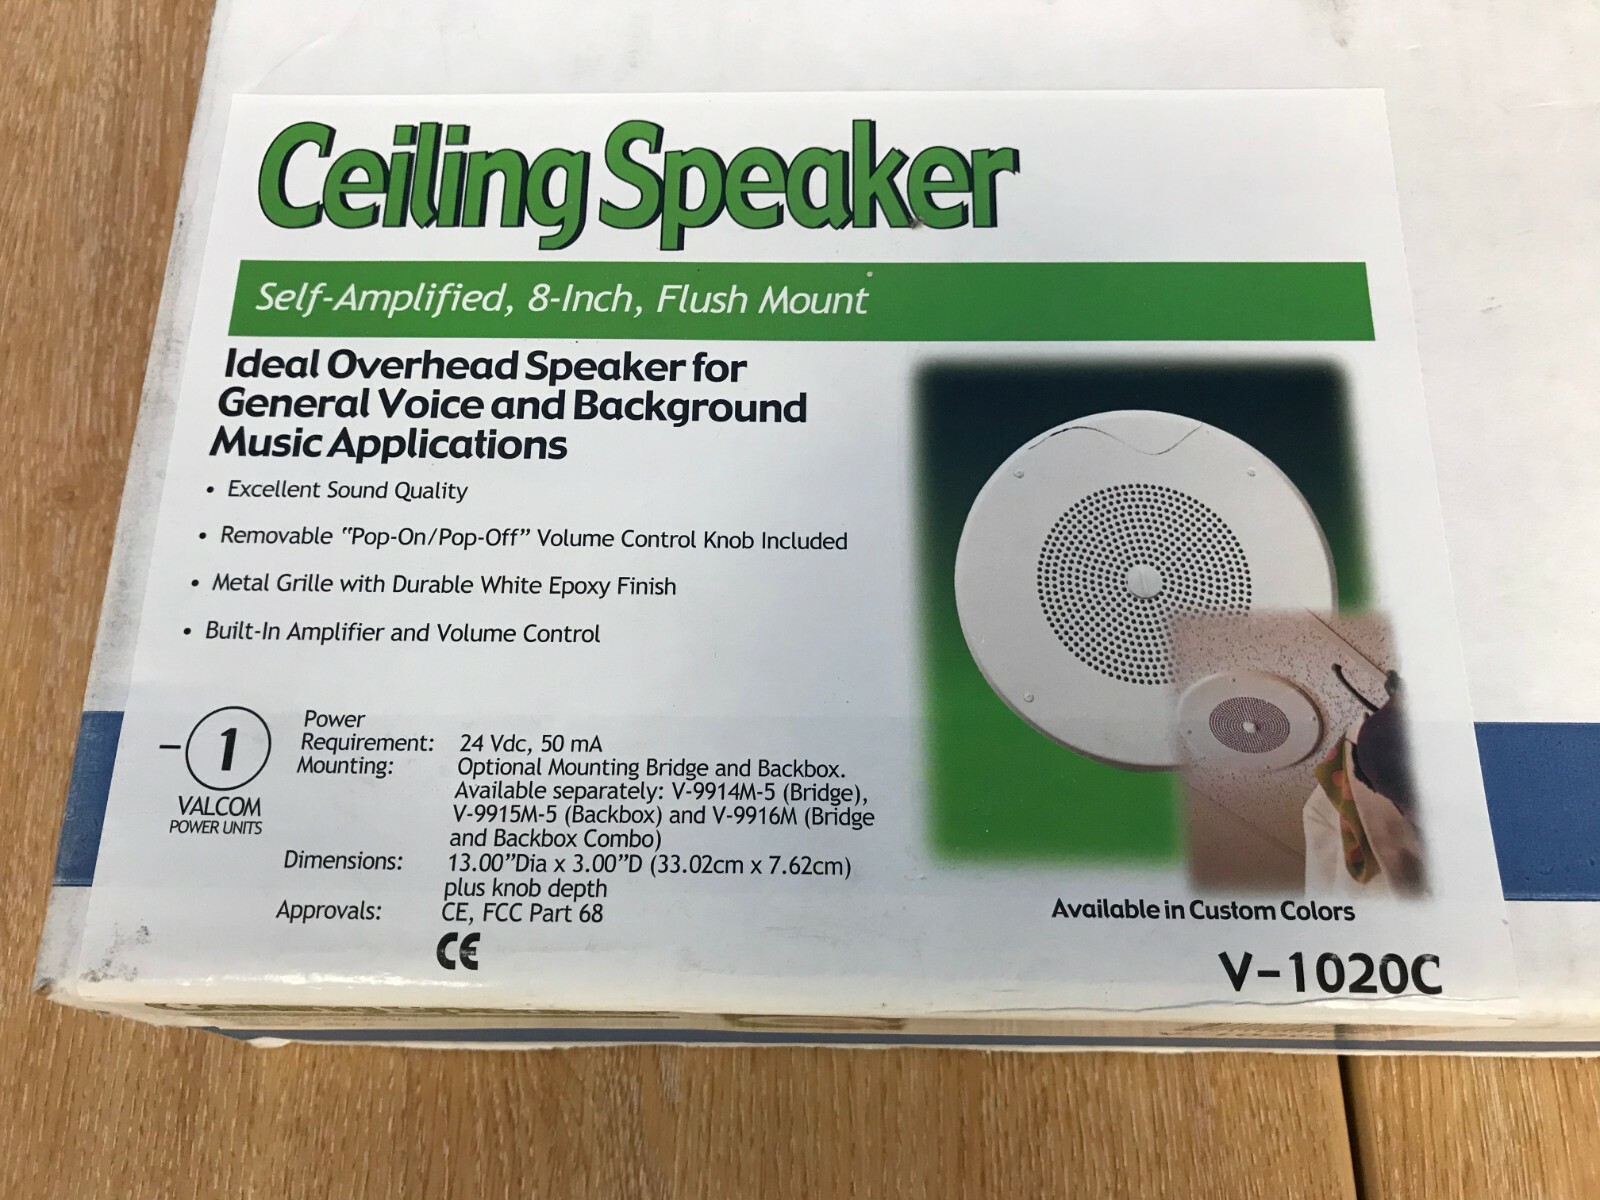 Ceiling Speaker
Self-Amplified, 8-Inch, Flush Mount
Ideal Overhead Speaker for
General Voice and Background
Music Applications
• Excellent Sound Quality
• Removable “Pop-On/Pop-Off” Volume Control Knob Included
• Metal Grille with Durable White Epoxy Finish
• Built-In Amplifier and Volume Control
–1
VALCOM
POWER UNITS
Power
Requirement: 24 Vdc, 50 mA
Mounting: Optional Mounting Bridge and Backbox.
Available separately: V-9914M-5 (Bridge),
V-9915M-5 (Backbox) and V-9916M (Bridge
and Backbox Combo)
Dimensions: 13.00”Dia x 3.00”D (33.02cm x 7.62cm)
plus knob depth
Approvals: CE, FCC Part 68
CE
Available in Custom Colors
V-1020C